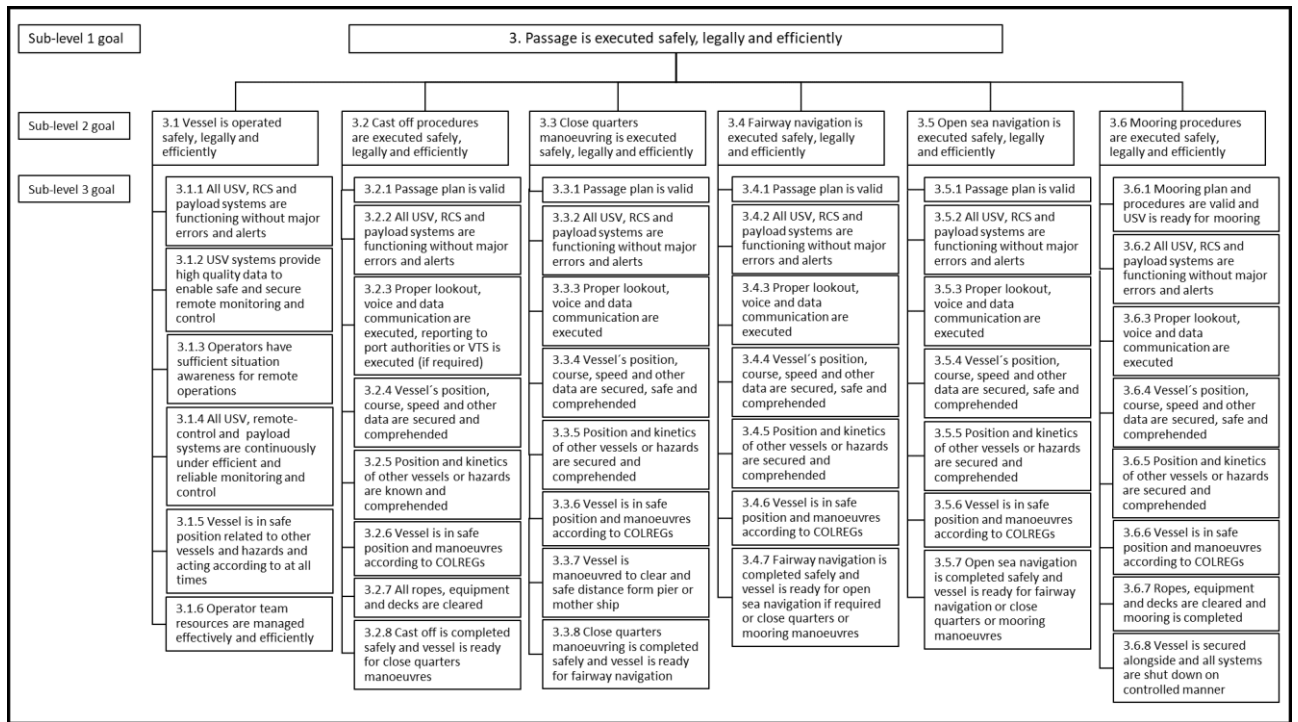 Sub-level 1 goal
3. Passage is executed safely, legally and efficiently
Sub-level 2 goal
3.1 Vessel is operated
safely, legally and
efficiently
3.2 Cast off procedures
are executed safely,
legally and efficiently
3.3 Close quarters
manoeuvring is executed
safely, legally and efficiently
3.4 Fairway navigation is
executed safely, legally
and efficiently
3.5 Open sea navigation is
executed safely, legally
and efficiently
3.6 Mooring procedures
are executed safely,
legally and efficiently
Sub-level 3 goal
3.1.1 All USV, RCS and
payload systems are
functioning without major
errors and alerts
3.1.2 USV systems provide
high quality data to
enable safe and secure
remote monitoring and
control
3.1.3 Operators have
sufficient situation
awareness for remote
operations
3.1.4 All USV, remote-
control and payload
systems are continuously
under efficient and
reliable monitoring and
control
3.1.5 Vessel is in safe
position related to other
vessels and hazards and
acting according to at all
times
3.1.6 Operator team
resources are managed
effectively and efficiently
3.2.1 Passage plan is valid
3.2.2 All USV, RCS and
payload systems are
functioning without major
errors and alerts
3.2.3 Proper lookout,
voice and data
communication are
executed, reporting to
port authorities or VTS is
executed (if required)
3.2.4 Vessel´s position,
course, speed and other
data are secured and
comprehended
3.2.5 Position and kinetics
of other vessels or hazards
are known and
comprehended
3.2.6 Vessel is in safe
position and manoeuvres
according to COLREGs
3.2.7 All ropes, equipment
and decks are cleared
3.2.8 Cast off is completed
safely and vessel is ready
for close quarters
manoeuvres
3.3.1 Passage plan is valid
3.3.2 All USV, RCS and
payload systems are
functioning without major
errors and alerts
3.3.3 Proper lookout,
voice and data
communication are
executed
3.3.4 Vessel´s position,
course, speed and other
data are secured, safe and
comprehended
3.3.5 Position and kinetics
of other vessels or hazards
are secured and
comprehended
3.3.6 Vessel is in safe
position and manoeuvres
according to COLREGs
3.3.7 Vessel is
manoeuvred to clear and
safe distance form pier or
mother ship
3.3.8 Close quarters
manoeuvring is completed
safely and vessel is ready
for fairway navigation
3.4.1 Passage plan is valid
3.4.2 All USV, RCS and
payload systems are
functioning without major
errors and alerts
3.4.3 Proper lookout,
voice and data
communication are
executed
3.4.4 Vessel´s position,
course, speed and other
data are secured, safe and
comprehended
3.4.5 Position and kinetics
of other vessels or hazards
are secured and
comprehended
3.4.6 Vessel is in safe
position and manoeuvres
according to COLREGs
3.4.7 Fairway navigation is
completed safely and
vessel is ready for open
sea navigation if required
or close quarters or
mooring manoeuvres
3.5.1 Passage plan is valid
3.5.2 All USV, RCS and
payload systems are
functioning without major
errors and alerts
3.5.3 Proper lookout,
voice and data
communication are
executed
3.5.4 Vessel´s position,
course, speed and other
data are secured, safe and
comprehended
3.5.5 Position and kinetics
of other vessels or hazards
are secured and
comprehended
3.5.6 Vessel is in safe
position and manoeuvres
according to COLREGs
3.5.7 Open sea navigation
is completed safely and
vessel is ready for fairway
navigation or close
quarters or mooring
manoeuvres
3.6.1 Mooring plan and
procedures are valid and
USV is ready for mooring
3.6.2 All USV, RCS and
payload systems are
functioning without major
errors and alerts
3.6.3 Proper lookout,
voice and data
communication are
executed
3.6.4 Vessel´s position,
course, speed and other
data are secured, safe and
comprehended
3.6.5 Position and kinetics
of other vessels or hazards
are secured and
comprehended
3.6.6 Vessel is in safe
position and manoeuvres
according to COLREGs
3.6.7 Ropes, equipment
and decks are cleared and
mooring is completed
3.6.8 Vessel is secured
alongside and all systems
are shut down on
controlled manner